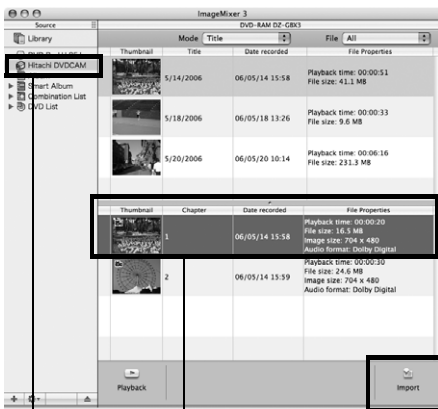 ImageMixer 3
Source
DVD-RAM DZ-GBX3
Library
Mode Title
File All
Thumbnail Title Date recorded File Properties
Hitachi DVDCAM
Smart Album
Combination List
DVD List
5/14/2006 06/05/14 15:58 Playback time: 00:00:51
File size: 41.1 MB
5/18/2006 06/05/18 13:26 Playback time: 00:00:33
File size: 9.6 MB
5/20/2006 06/05/20 10:14 Playback time: 00:06:16
File size: 231.3 MB
Thumbnail Chapter Date recorded File Properties
1 06/05/14 15:58 Playback time: 00:00:20
File size: 16.5 MB
Image size: 704 x 480
Audio format: Dolby Digital
2 06/05/14 15:59 Playback time: 00:00:30
File size: 24.6 MB
Image size: 704 x 480
Audio format: Dolby Digital
Playback
Import